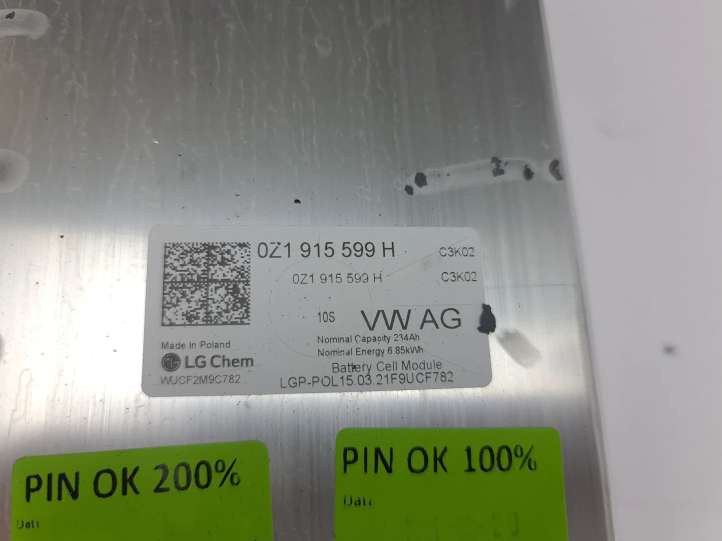 0Z1 915 599 H C3K02
0Z1 915 599 H C3K02
10S VW AG
Nominal Capacity 234Ah
Nominal Energy 6.85kWh
Made in Poland
LG Chem
Battery Cell Module
WUCF2M9C782
LGP-POL15.03.21F9UCF782
PIN OK 200%
PIN OK 100%